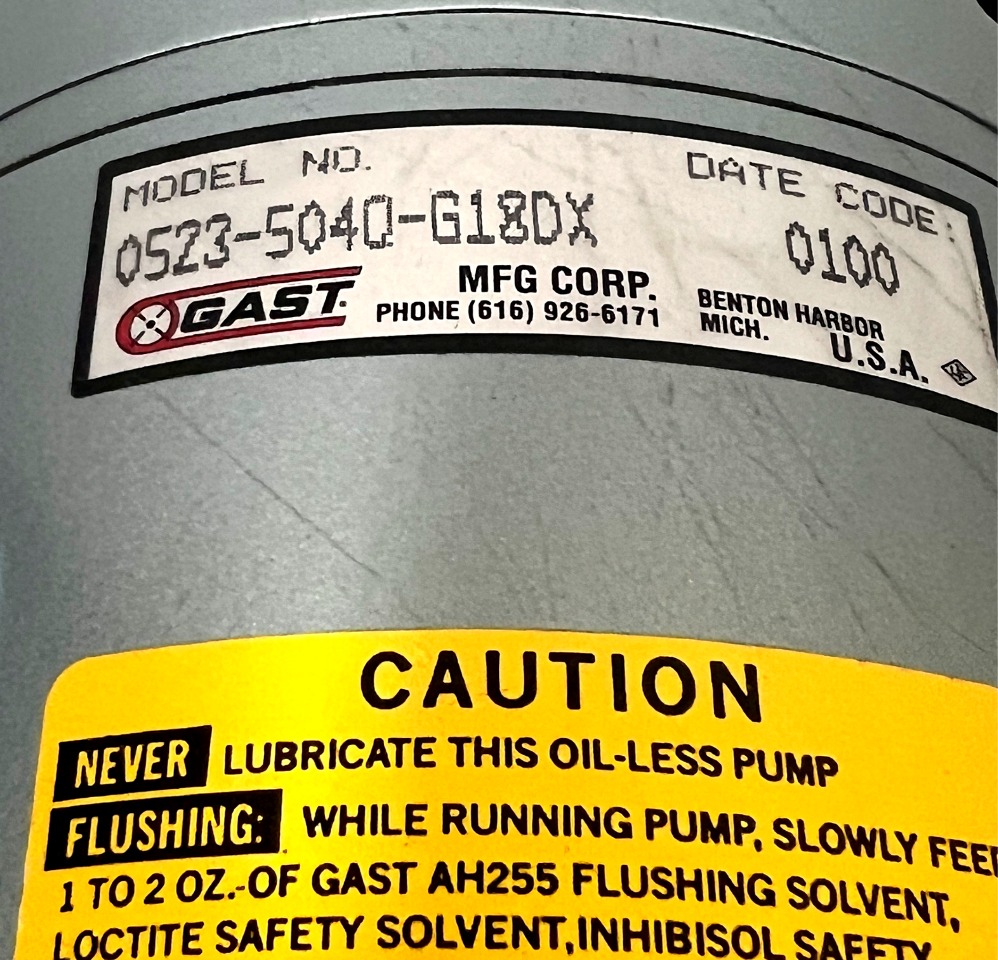 MODEL NO.
DATE CODE:
0523-504Q-G18DX
0100
GAST
MFG CORP.
PHONE (616) 926-6171
BENTON HARBOR
MICH.
U.S.A.
CAUTION
NEVER LUBRICATE THIS OIL-LESS PUMP
FLUSHING: WHILE RUNNING PUMP, SLOWLY FEE
1 TO 2 OZ.-OF GAST AH255 FLUSHING SOLVENT,
LOCTITE SAFETY SOLVENT, INHIBISOL SAFETY